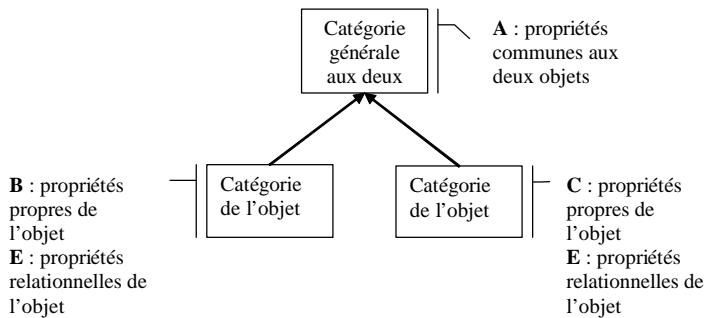 Catégorie
générale
aux deux
A : propriétés
communes aux
deux objets
B : propriétés
propres de
l’objet
E : propriétés
relationnelles de
l’objet
Catégorie
de l’objet
Catégorie
de l’objet
C : propriétés
propres de
l’objet
E : propriétés
relationnelles de
l’objet